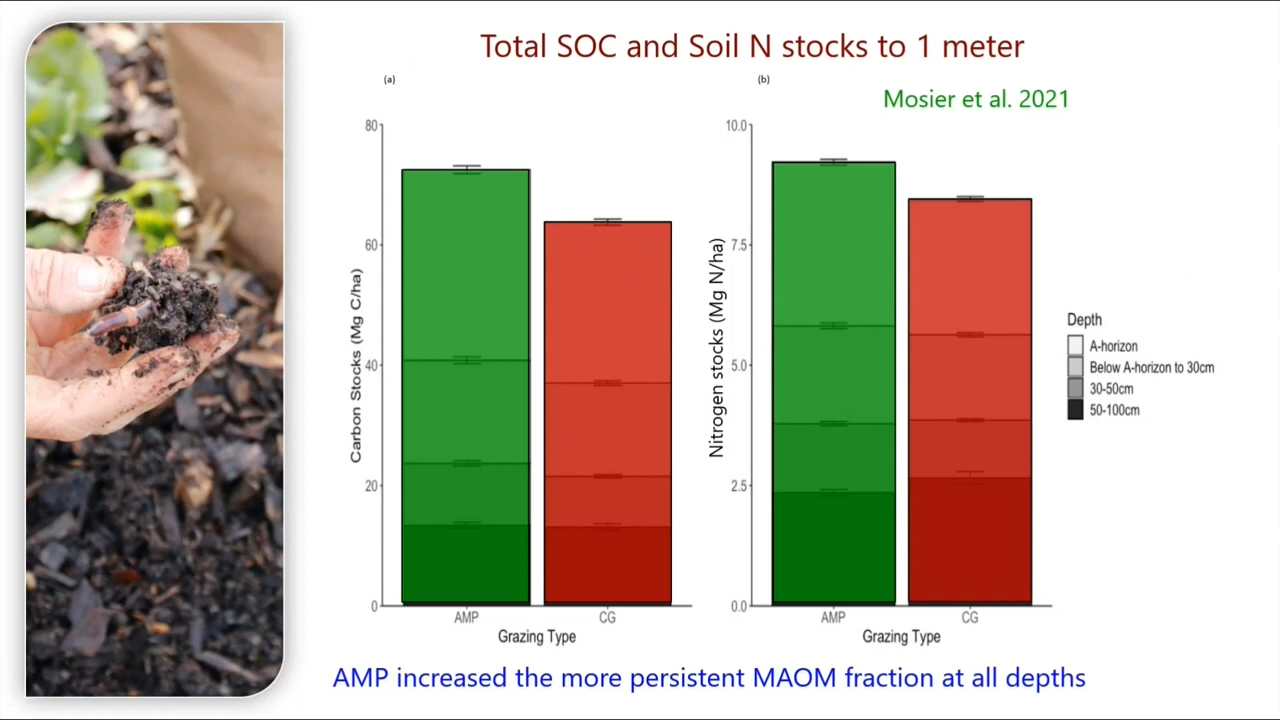 Total SOC and Soil N stocks to 1 meter
(a)
(b)
Mosier et al. 2021
80
60
40
20
0
Carbon Stocks (Mg C/ha)
AMP
CG
Grazing Type
10.0
7.5
5.0
2.5
0.0
Nitrogen stocks (Mg N/ha)
AMP
CG
Grazing Type
Depth
A-horizon
Below A-horizon to 30cm
30-50cm
50-100cm
AMP increased the more persistent MAOM fraction at all depths